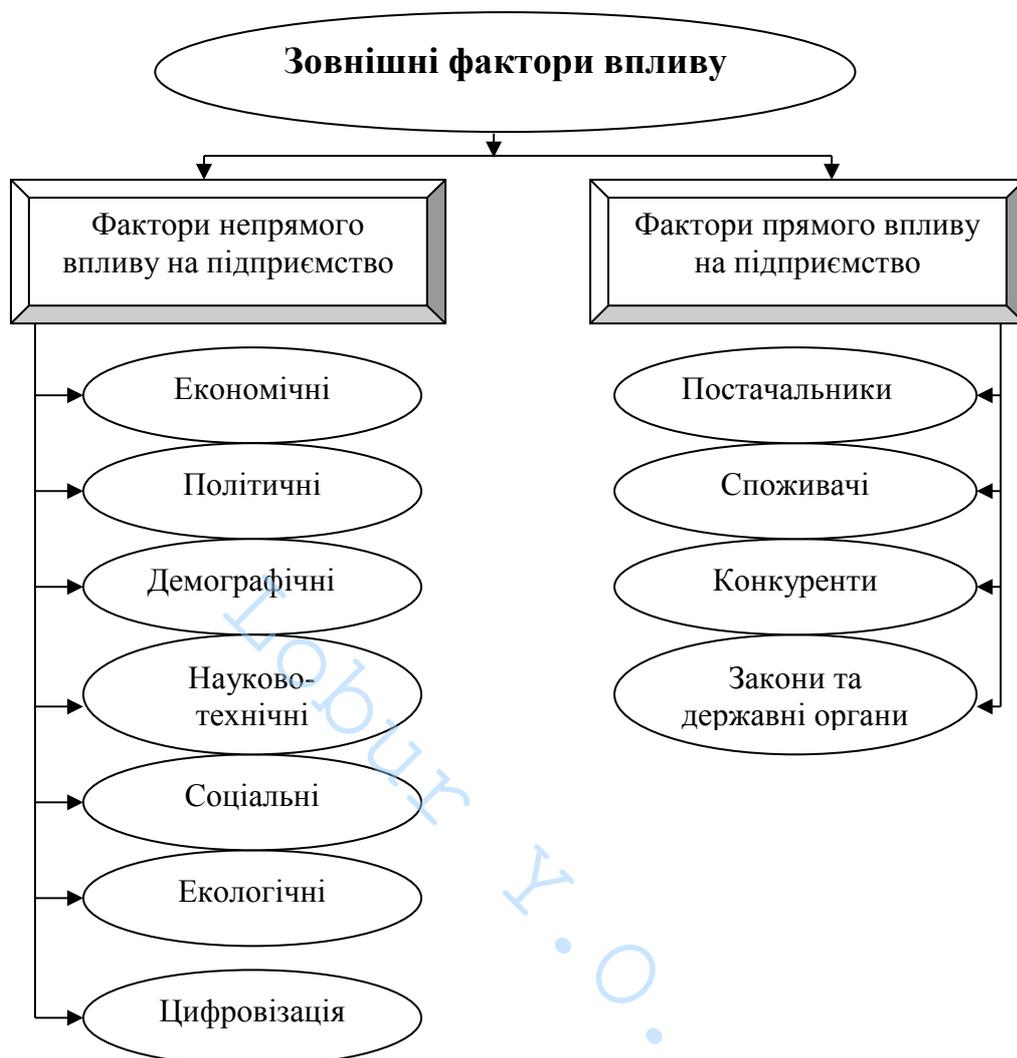 Зовнішні фактори впливу
Фактори непрямого
впливу на підприємство
Економічні
Політичні
Демографічні
Науково-
технічні
Соціальні
Екологічні
Цифровізація
Фактори прямого впливу
на підприємство
Постачальники
Споживачі
Конкуренти
Закони та
державні органи
Lobur Y.O.